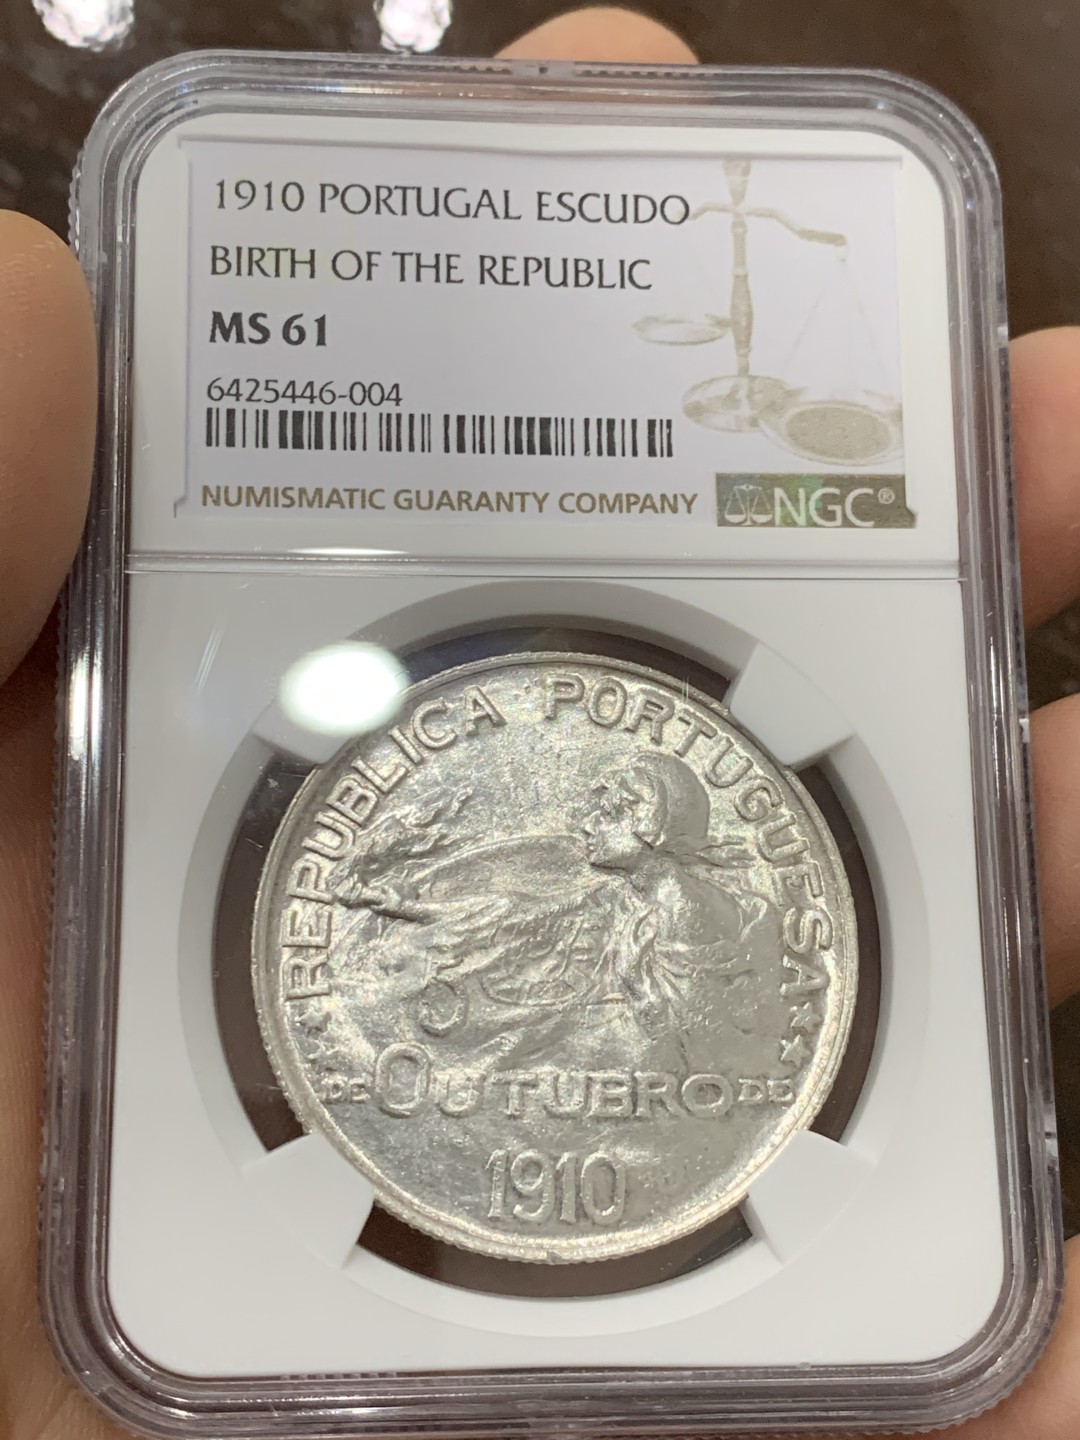 1910 PORTUGAL ESCUDO
BIRTH OF THE REPUBLIC
MS 61
6425446-004
NUMISMATIC GUARANTY COMPANY
NGC®
REPUBLICA PORTUGUESA
5
DE OUTUBRO DE
1910